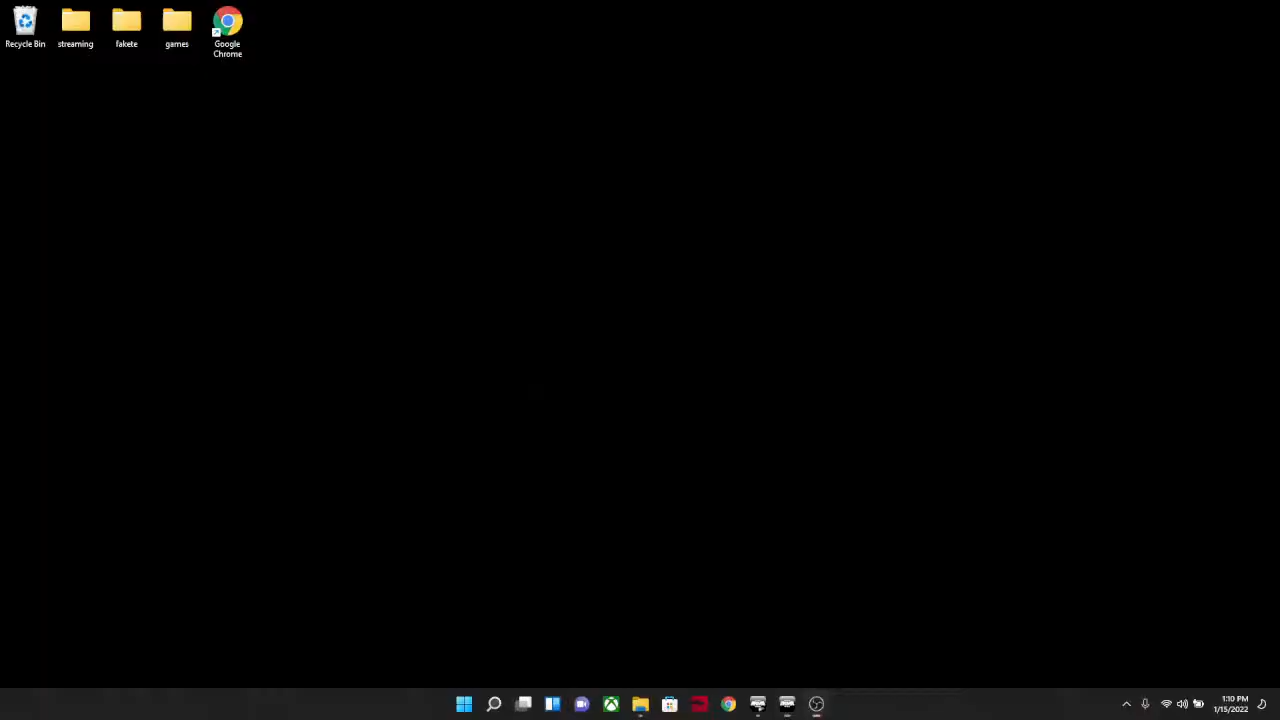 Recycle Bin
streaming
fakete
games
Google
Chrome
1:10 PM
1/15/2022